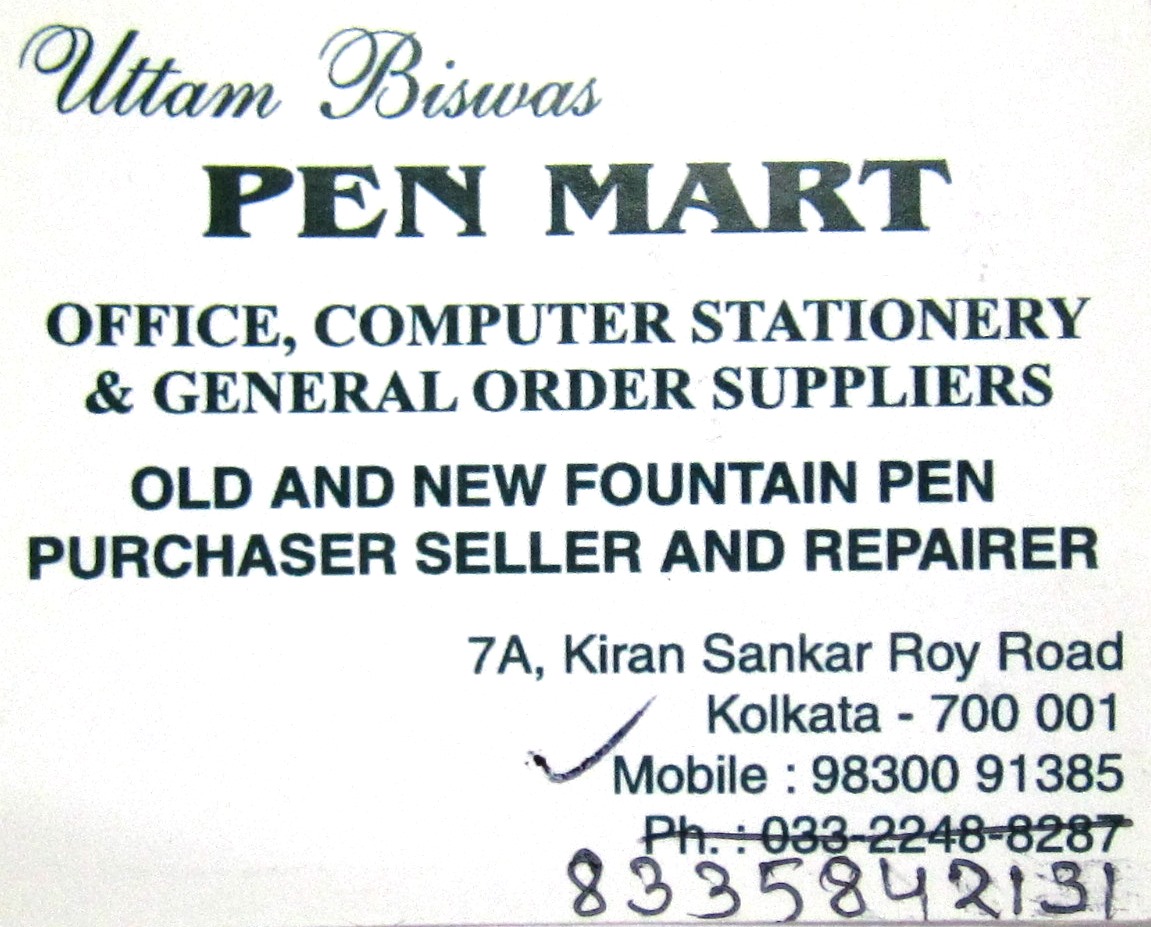 Uttam Biswas
PEN MART
OFFICE, COMPUTER STATIONERY
& GENERAL ORDER SUPPLIERS
OLD AND NEW FOUNTAIN PEN
PURCHASER SELLER AND REPAIRER
7A, Kiran Sankar Roy Road
Kolkata - 700 001
Mobile : 98300 91385
Ph. : 033-2248-8287
8335842131